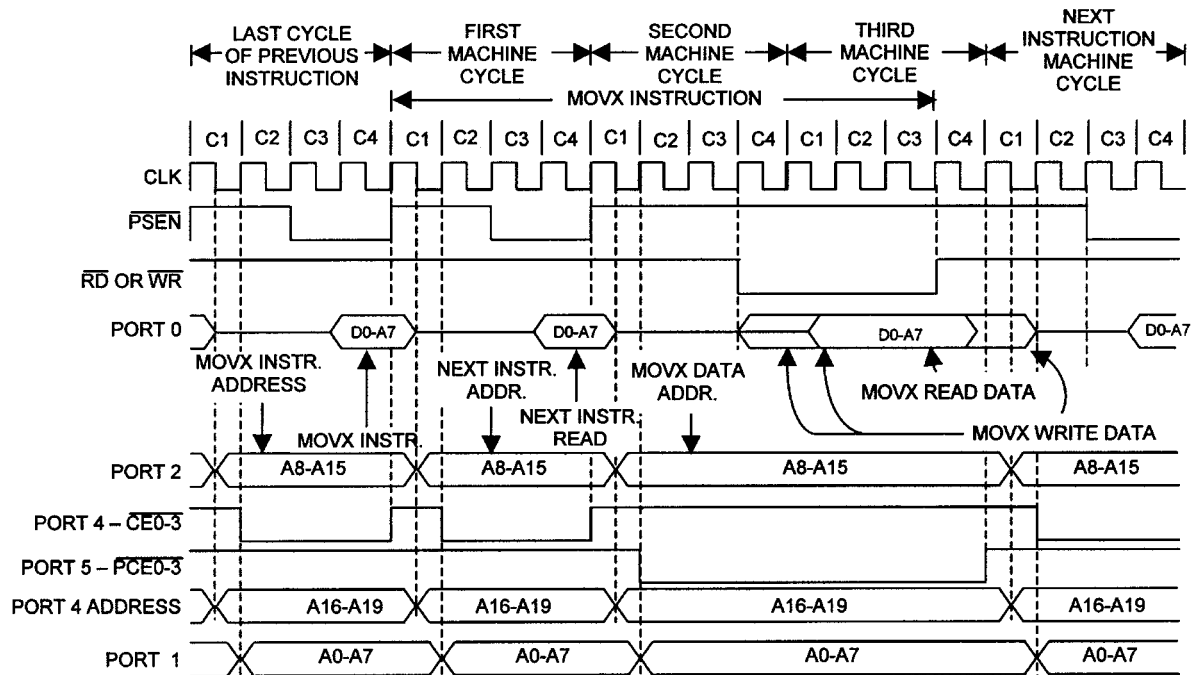 LAST CYCLE
OF PREVIOUS
INSTRUCTION
FIRST
MACHINE
CYCLE
SECOND
MACHINE
CYCLE
THIRD
MACHINE
CYCLE
NEXT
INSTRUCTION
MACHINE
CYCLE
MOVX INSTRUCTION
C1 C2 C3 C4 C1 C2 C3 C4 C1 C2 C3 C4 C1 C2 C3 C4 C1 C2 C3 C4
CLK
PSEN
RD OR WR
PORT 0 D0-A7 D0-A7 D0-A7 D0-A7
MOVX INSTR.
ADDRESS
MOVX INSTR.
NEXT INSTR.
ADDR.
NEXT INSTR.
READ
MOVX DATA
ADDR.
MOVX READ DATA
MOVX WRITE DATA
PORT 2 A8-A15 A8-A15 A8-A15 A8-A15
PORT 4 – CE0-3
PORT 5 – PCE0-3
PORT 4 ADDRESS A16-A19 A16-A19 A16-A19 A16-A19
PORT 1 A0-A7 A0-A7 A0-A7 A0-A7